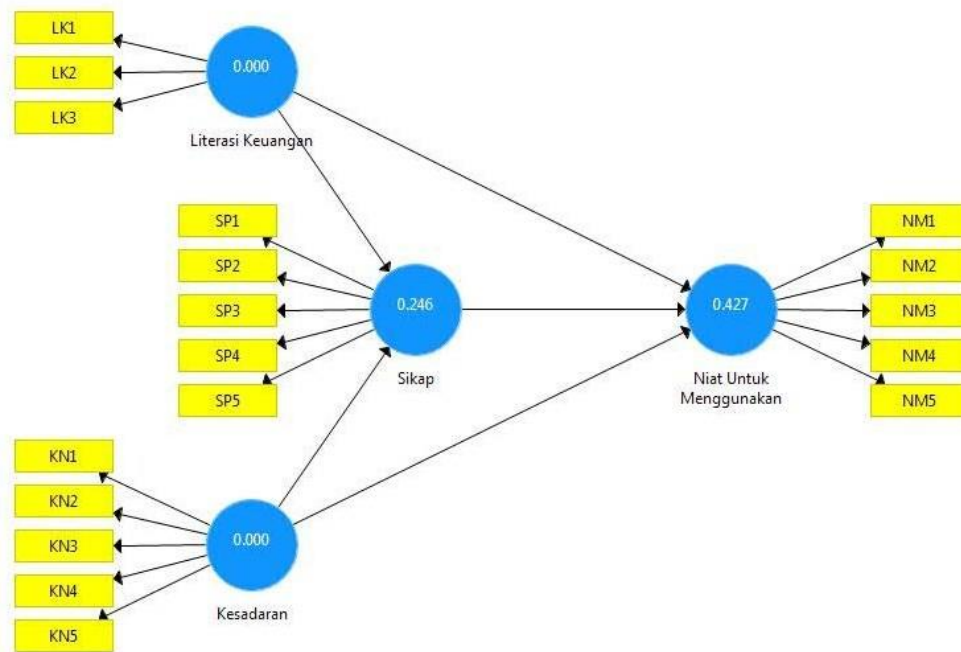 LK1
LK2
LK3
0.000
Literasi Keuangan
SP1
SP2
SP3
SP4
SP5
0.246
Sikap
0.427
Niat Untuk
Menggunakan
NM1
NM2
NM3
NM4
NM5
KN1
KN2
KN3
KN4
KN5
0.000
Kesadaran